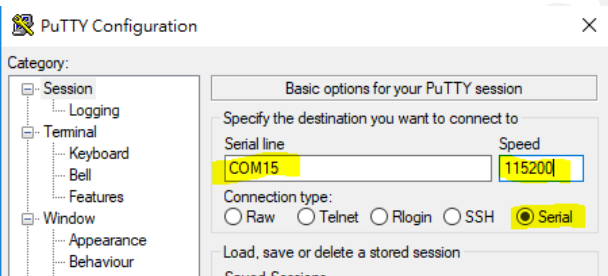 PuTTY Configuration
Category:
Session
Logging
Terminal
Keyboard
Bell
Features
Window
Appearance
Behaviour
Basic options for your PuTTY session
Specify the destination you want to connect to
Serial line Speed
COM15 115200
Connection type:
Raw Telnet Rlogin SSH Serial
Load, save or delete a stored session
Saved Sessions